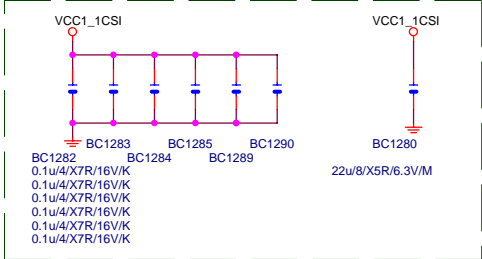 VCC1_1CSI
VCC1_1CSI
BC1283
BC1285
BC1290
BC1280
BC1282
BC1284
BC1289
0.1u/4/X7R/16V/K
0.1u/4/X7R/16V/K
0.1u/4/X7R/16V/K
0.1u/4/X7R/16V/K
0.1u/4/X7R/16V/K
0.1u/4/X7R/16V/K
22u/8/X5R/6.3V/M